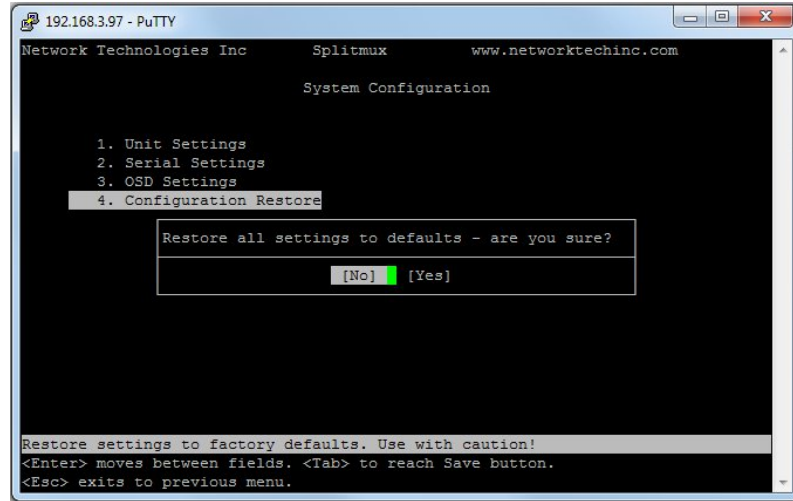 192.168.3.97 - PuTTY
Network Technologies Inc Splitmux www.networktechinc.com
System Configuration
1. Unit Settings
2. Serial Settings
3. OSD Settings
4. Configuration Restore
Restore all settings to defaults - are you sure?
[No] [Yes]
Restore settings to factory defaults. Use with caution!
<Enter> moves between fields. <Tab> to reach Save button.
<Esc> exits to previous menu.